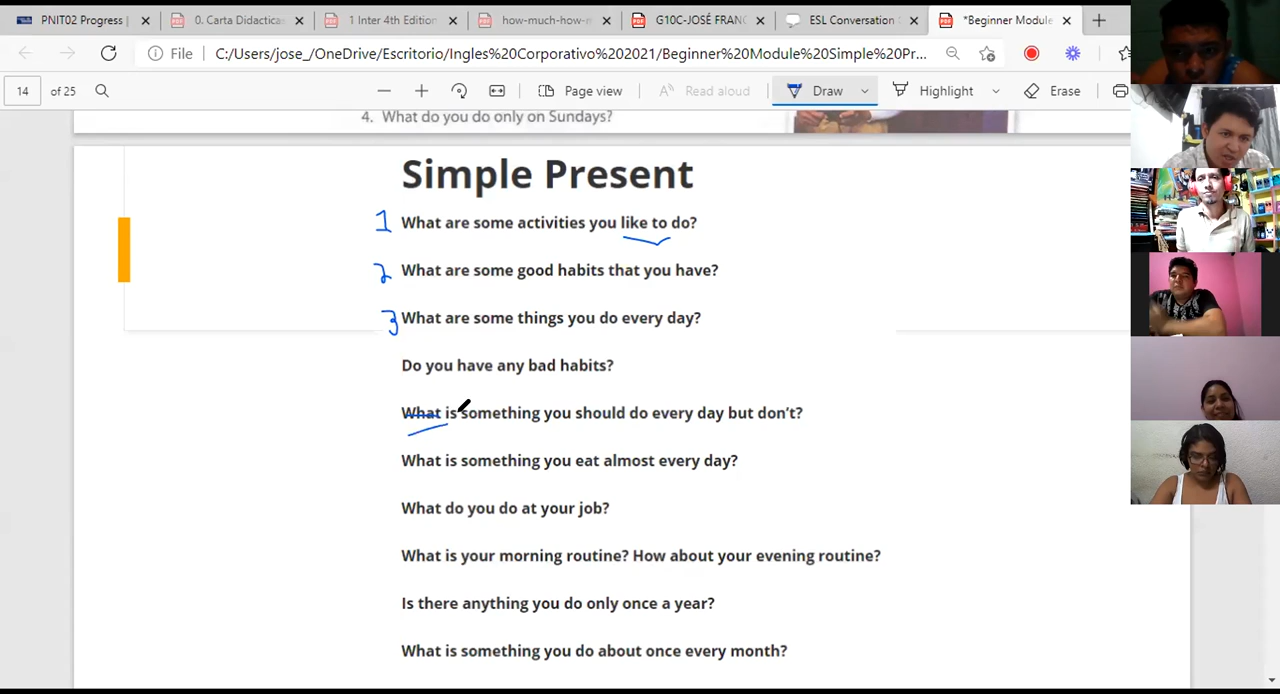 PNIT02 Progress |
0. Carta Didactica
1 Inter 4th Edition
how-much-how-m
G10C-JOSÉ FRAN
ESL Conversation
*Beginner Module
File
C:/Users/jose_/OneDrive/Escritorio/Ingles%20Corporativo%202021/Beginner%20Module%20Simple%20Pr...
14
of 25
Page view
Read aloud
Draw
Highlight
Erase
4. What do you do only on Sundays?
Simple Present
1 What are some activities you like to do?
2 What are some good habits that you have?
3 What are some things you do every day?
Do you have any bad habits?
What is something you should do every day but don't?
What is something you eat almost every day?
What do you do at your job?
What is your morning routine? How about your evening routine?
Is there anything you do only once a year?
What is something you do about once every month?